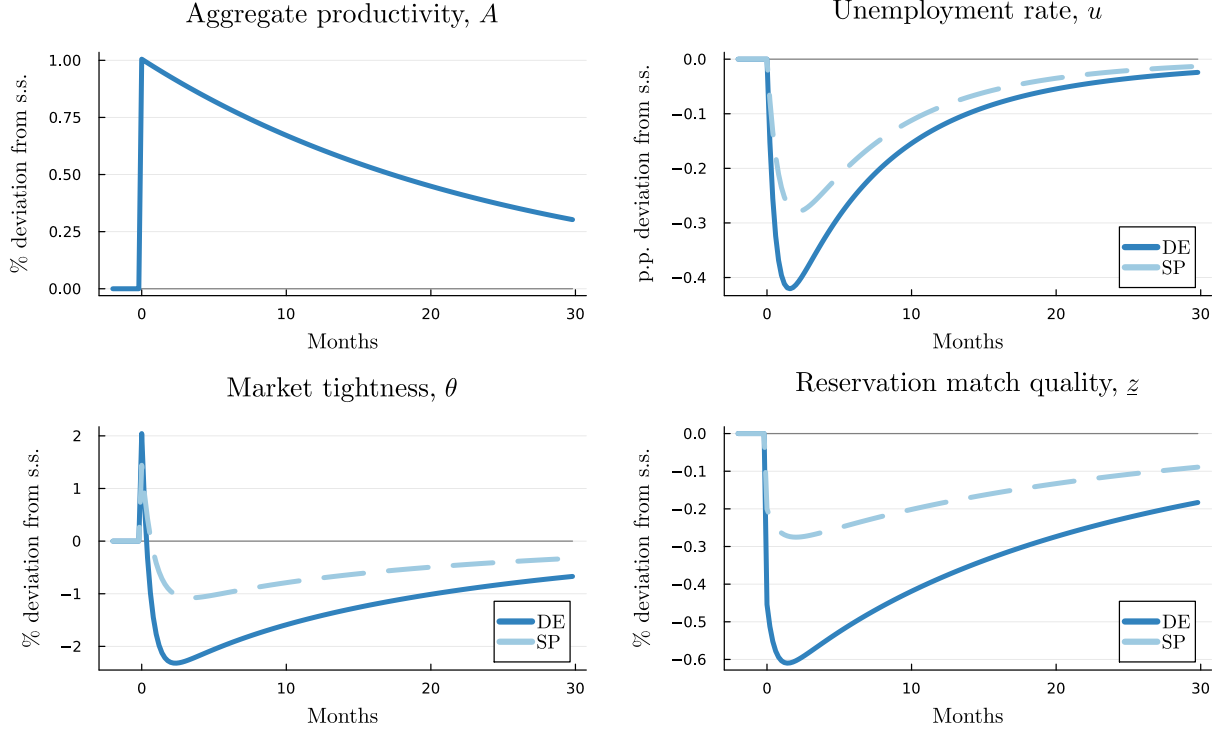 Aggregate productivity, A
% deviation from s.s.
1.00
0.75
0.50
0.25
0.00
0
10
20
30
Months
Unemployment rate, u
p.p. deviation from s.s.
0.0
−0.1
−0.2
−0.3
−0.4
DE
SP
0
10
20
30
Months
Market tightness, θ
% deviation from s.s.
2
1
0
−1
−2
DE
SP
0
10
20
30
Months
Reservation match quality, z
% deviation from s.s.
0.0
−0.1
−0.2
−0.3
−0.4
−0.5
−0.6
DE
SP
0
10
20
30
Months